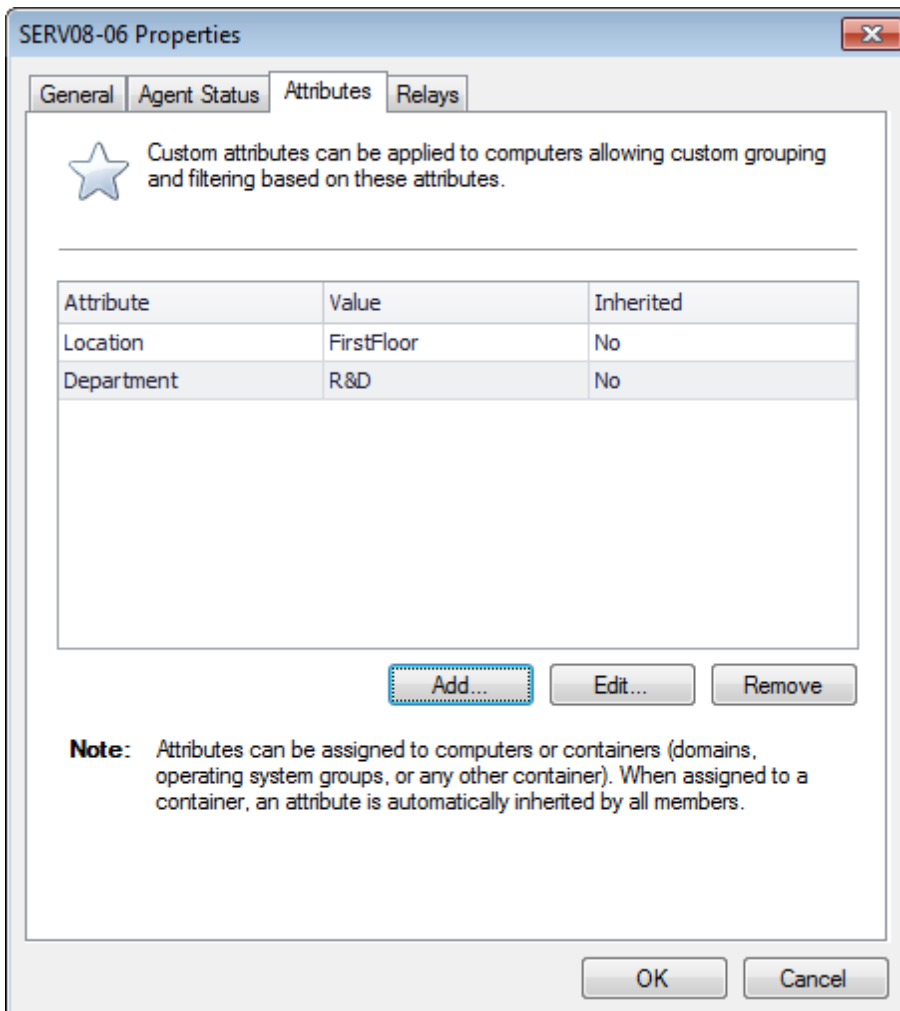 SERV08-06 Properties
General Agent Status Attributes Relays
Custom attributes can be applied to computers allowing custom grouping
and filtering based on these attributes.
Attribute Value Inherited
Location FirstFloor No
Department R&D No
Add... Edit... Remove
Note: Attributes can be assigned to computers or containers (domains,
operating system groups, or any other container). When assigned to a
container, an attribute is automatically inherited by all members.
OK Cancel